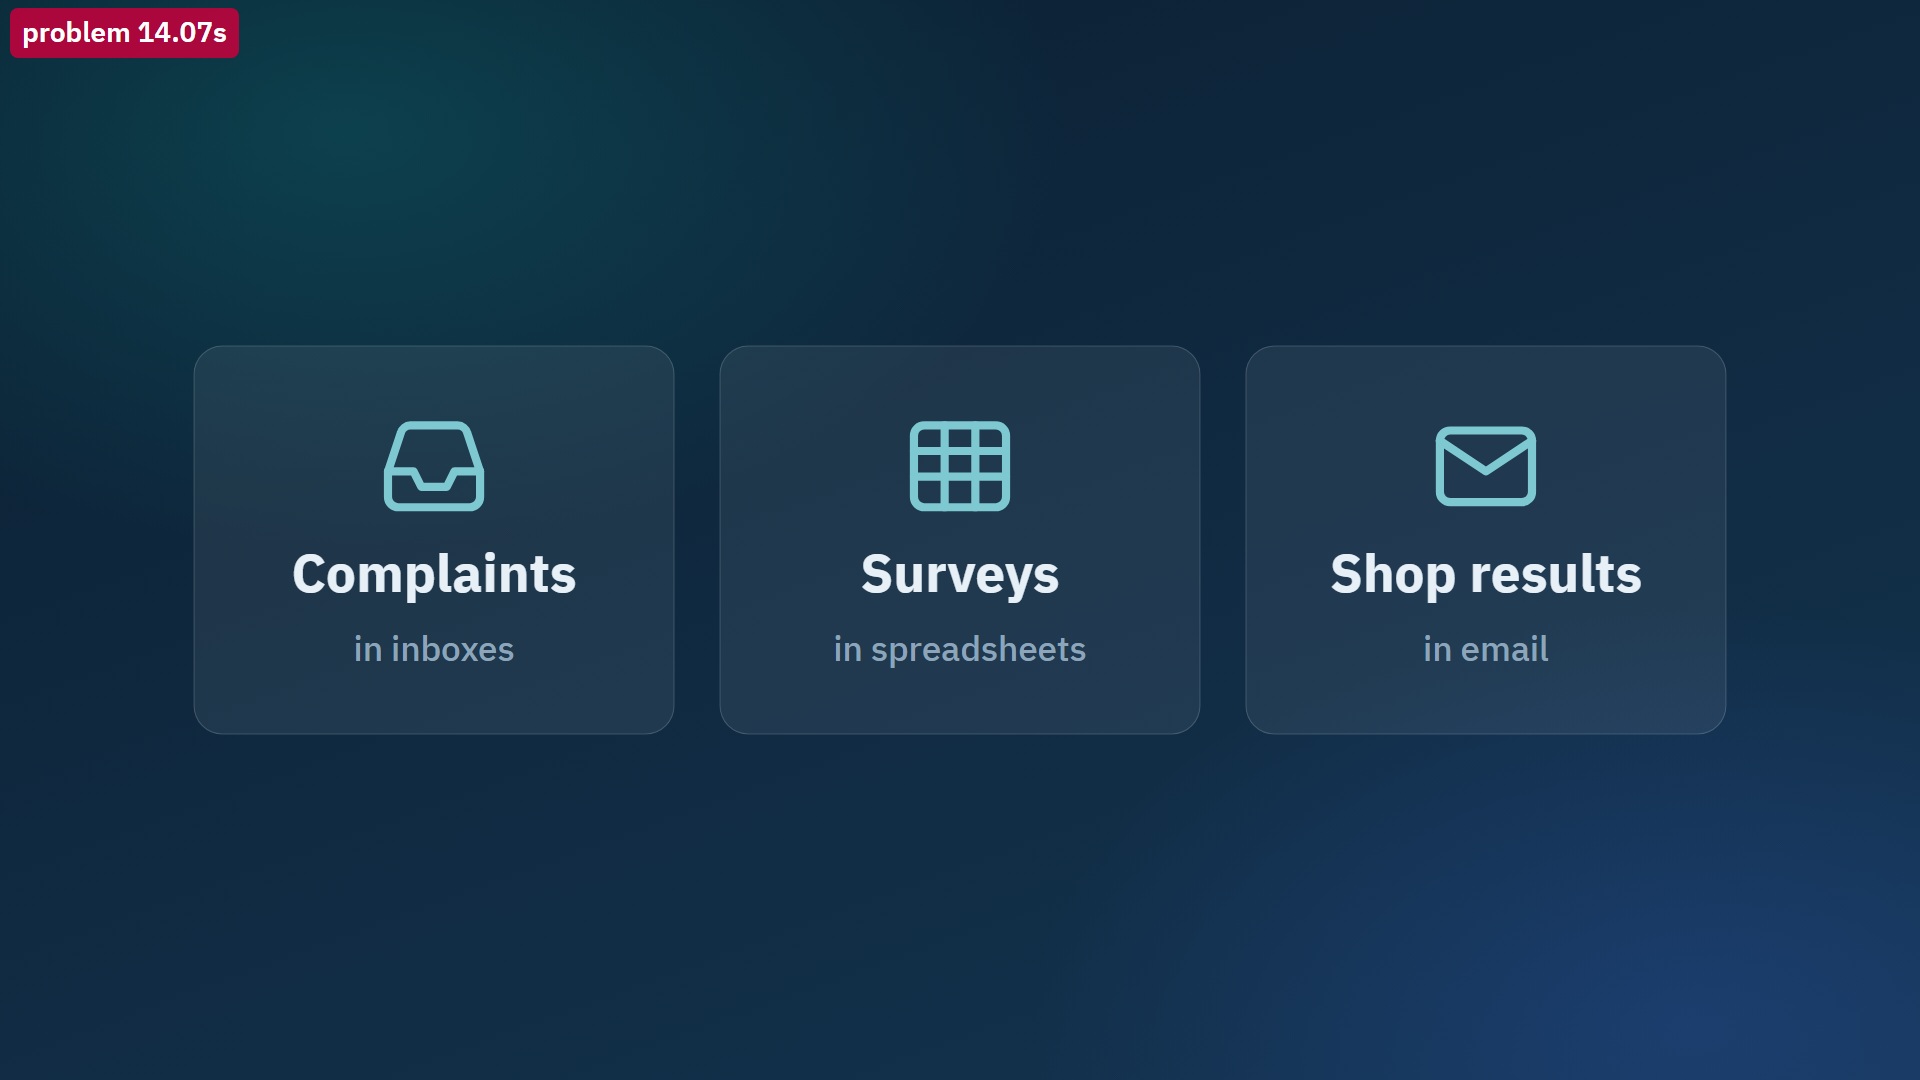 problem 14.07s
Complaints
in inboxes
Surveys
in spreadsheets
Shop results
in email